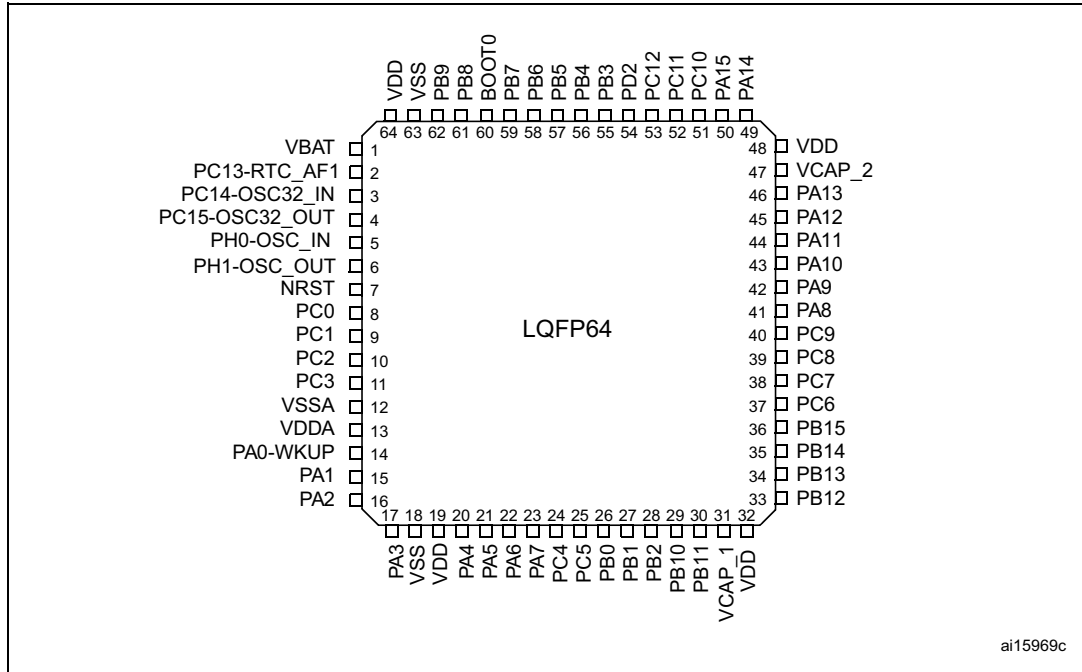 VDD VSS PB9 PB8 BOOT0 PB7 PB6 PB5 PB4 PB3 PD2 PC12 PC11 PC10 PA15 PA14
64 63 62 61 60 59 58 57 56 55 54 53 52 51 50 49
VBAT 1
PC13-RTC_AF1 2
PC14-OSC32_IN 3
PC15-OSC32_OUT 4
PH0-OSC_IN 5
PH1-OSC_OUT 6
NRST 7
PC0 8
PC1 9
PC2 10
PC3 11
VSSA 12
VDDA 13
PA0-WKUP 14
PA1 15
PA2 16
LQFP64
48 VDD
47 VCAP_2
46 PA13
45 PA12
44 PA11
43 PA10
42 PA9
41 PA8
40 PC9
39 PC8
38 PC7
37 PC6
36 PB15
35 PB14
34 PB13
33 PB12
17 18 19 20 21 22 23 24 25 26 27 28 29 30 31 32
PA3 VSS VDD PA4 PA5 PA6 PA7 PC4 PC5 PB0 PB1 PB2 PB10 PB11 VCAP_1 VDD
ai15969c